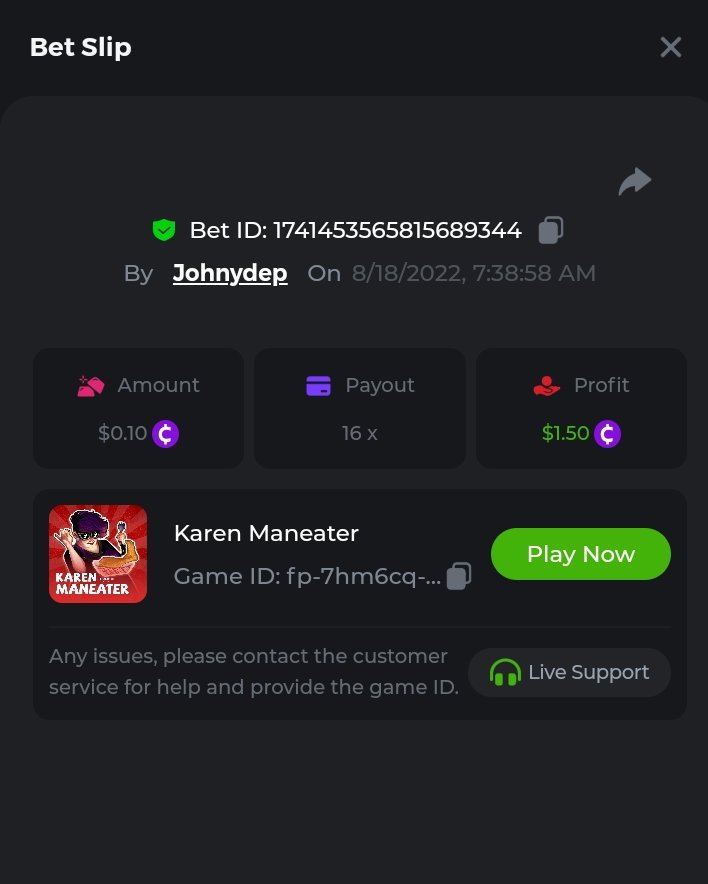 Bet Slip
Bet ID: 1741453565815689344
By Johnydep On 8/18/2022, 7:38:58 AM
Amount
$0.10
Payout
16 x
Profit
$1.50
KAREN
MANEATER
Karen Maneater
Game ID: fp-7hm6cq-...
Play Now
Any issues, please contact the customer
service for help and provide the game ID.
Live Support